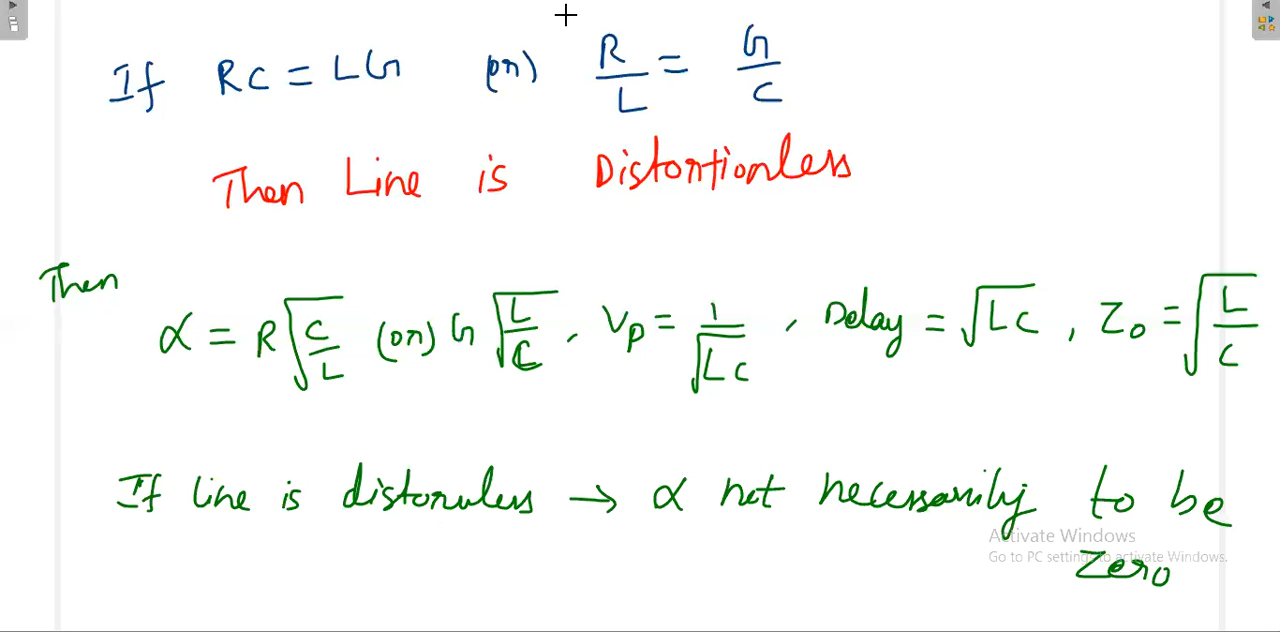 If RC = LG (or) R/L = G/C
Then Line is Distortionless
Then
α = R√(C/L) (or) G√(L/C), Vp = 1/√LC, Delay = √LC, Z0 = √(L/C)
If line is distoruless → α not necessarily to be
zero
Activate Windows
Go to PC settings to activate Windows.